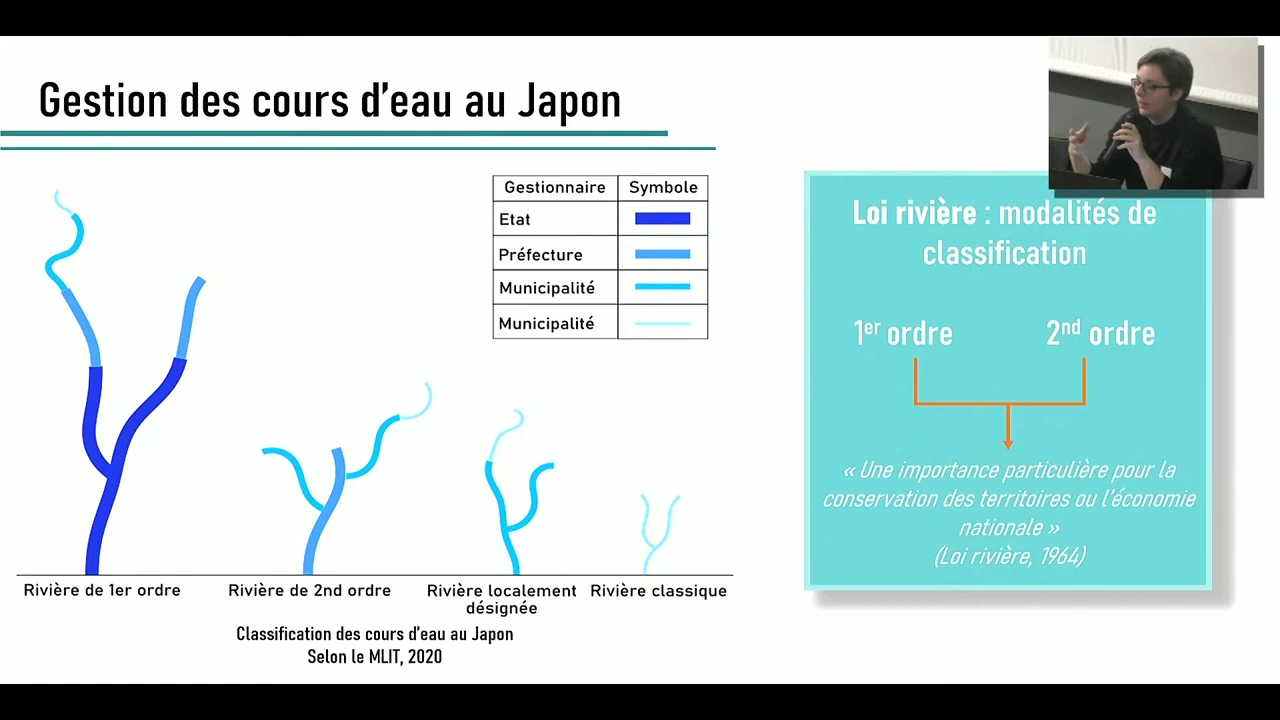 Gestion des cours d'eau au Japon
Gestionnaire Symbole
Etat
Préfecture
Municipalité
Municipalité
Rivière de 1er ordre
Rivière de 2nd ordre
Rivière localement
désignée
Rivière classique
Classification des cours d'eau au Japon
Selon le MLIT, 2020
Loi rivière : modalités de
classification
1er ordre
2nd ordre
« Une importance particulière pour la
conservation des territoires ou l'économie
nationale »
(Loi rivière, 1964)